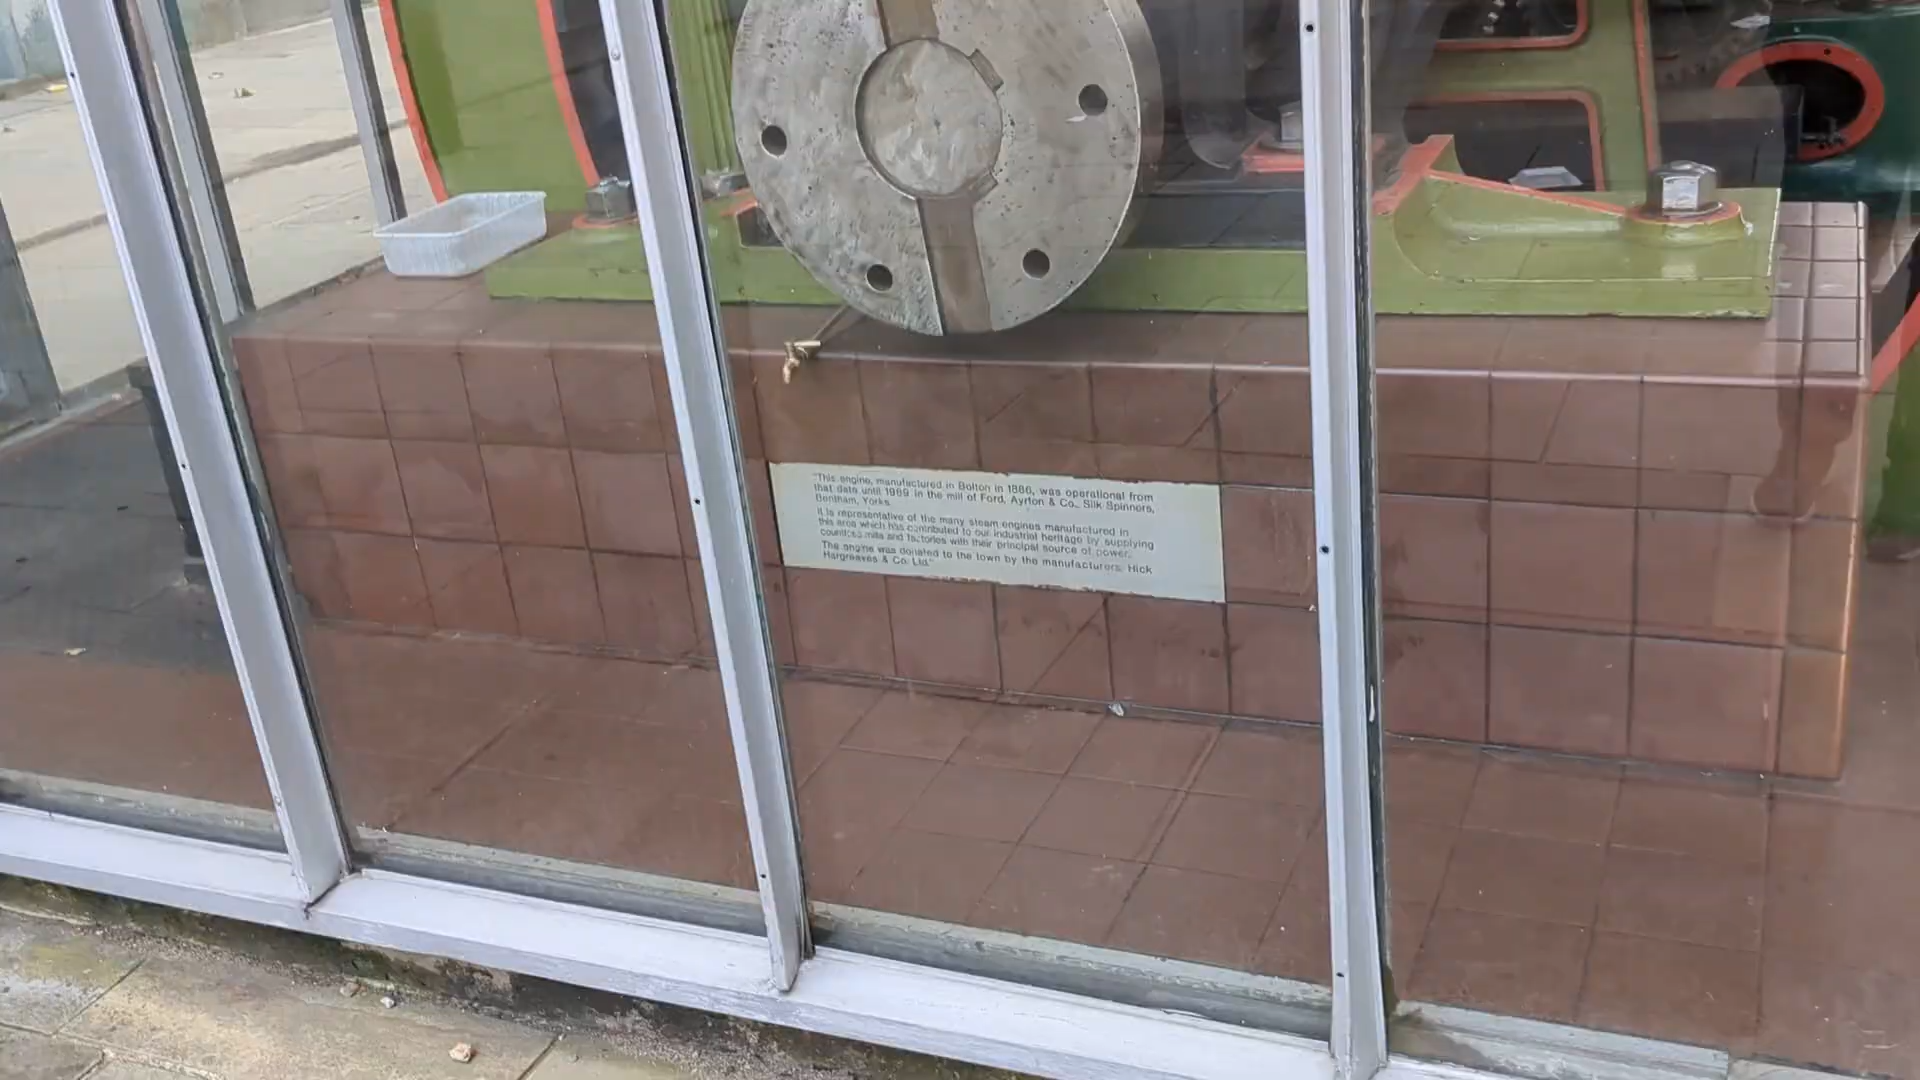 "This engine, manufactured in Bolton in 1886, was operational from
that date until 1969 in the mill of Ford, Ayrton & Co., Silk Spinners,
Bentham, Yorks.
It is representative of the many steam engines manufactured in
this area which has contributed to our industrial heritage by supplying
countless mills and factories with their principal source of power.
The engine was donated to the town by the manufacturers, Hick
Hargreaves & Co. Ltd."